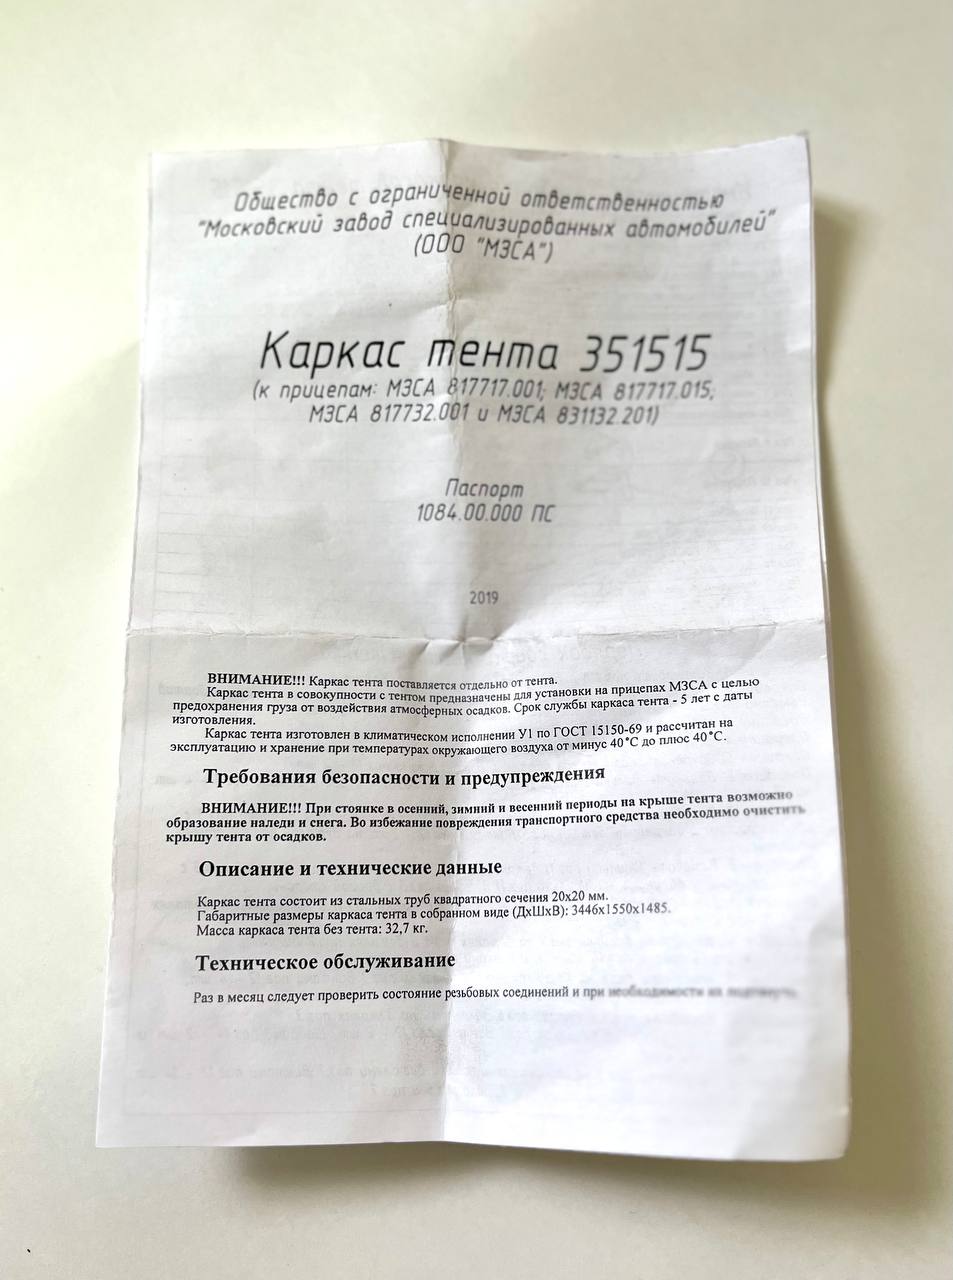 Общество с ограниченной ответственностью
"Московский завод специализированных автомобилей"
(ООО "МЗСА")
Каркас тента 351515
(к прицепам: МЗСА 817717.001; МЗСА 817717.015;
МЗСА 817732.001 и МЗСА 831132.201)
Паспорт
1084.00.000 ПС
2019
ВНИМАНИЕ!!! Каркас тента поставляется отдельно от тента.
Каркас тента в совокупности с тентом предназначены для установки на прицепах МЗСА с целью
предохранения груза от воздействия атмосферных осадков. Срок службы каркаса тента - 5 лет с даты
изготовления.
Каркас тента изготовлен в климатическом исполнении У1 по ГОСТ 15150-69 и рассчитан на
эксплуатацию и хранение при температурах окружающего воздуха от минус 40°С до плюс 40°С.
Требования безопасности и предупреждения
ВНИМАНИЕ!!! При стоянке в осенний, зимний и весенний периоды на крыше тента возможно
образование наледи и снега. Во избежание повреждения транспортного средства необходимо очистить
крышу тента от осадков.
Описание и технические данные
Каркас тента состоит из стальных труб квадратного сечения 20х20 мм.
Габаритные размеры каркаса тента в собранном виде (ДхШхВ): 3446х1550х1485.
Масса каркаса тента без тента: 32,7 кг.
Техническое обслуживание
Раз в месяц следует проверить состояние резьбовых соединений и при необходимости их подтянуть.